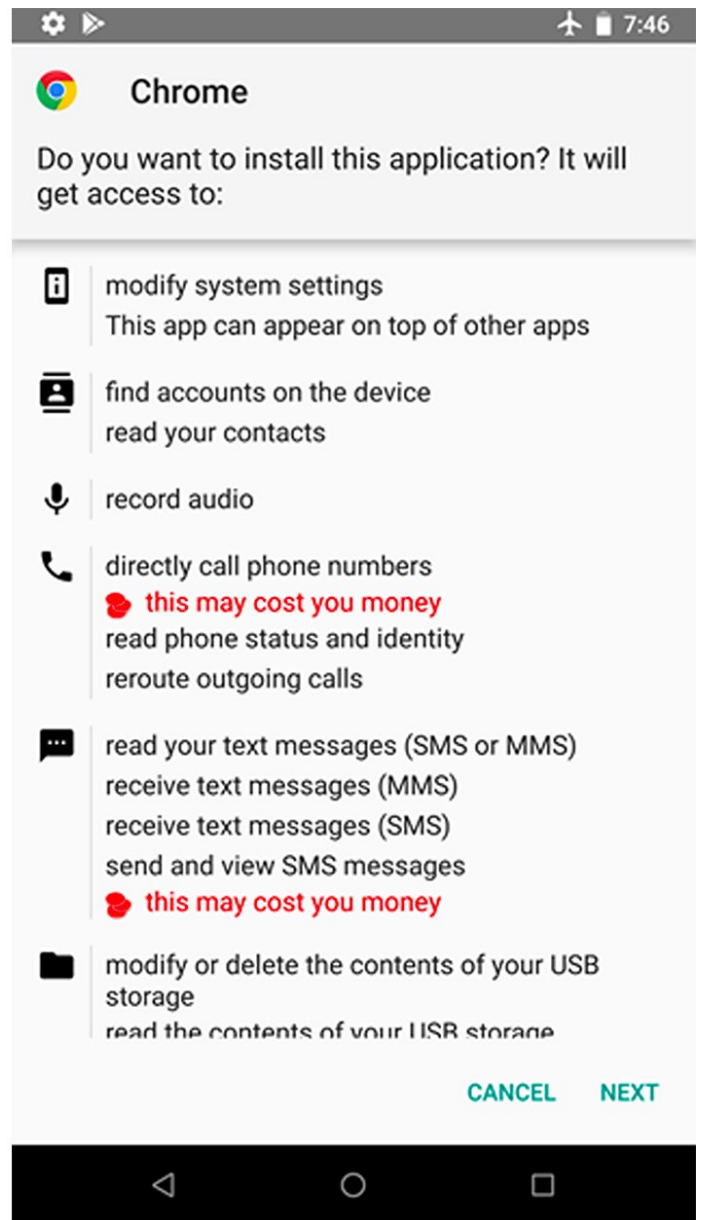 7:46
Chrome
Do you want to install this application? It will
get access to:
modify system settings
This app can appear on top of other apps
find accounts on the device
read your contacts
record audio
directly call phone numbers
this may cost you money
read phone status and identity
reroute outgoing calls
read your text messages (SMS or MMS)
receive text messages (MMS)
receive text messages (SMS)
send and view SMS messages
this may cost you money
modify or delete the contents of your USB
storage
read the contents of your USB storage
CANCEL NEXT